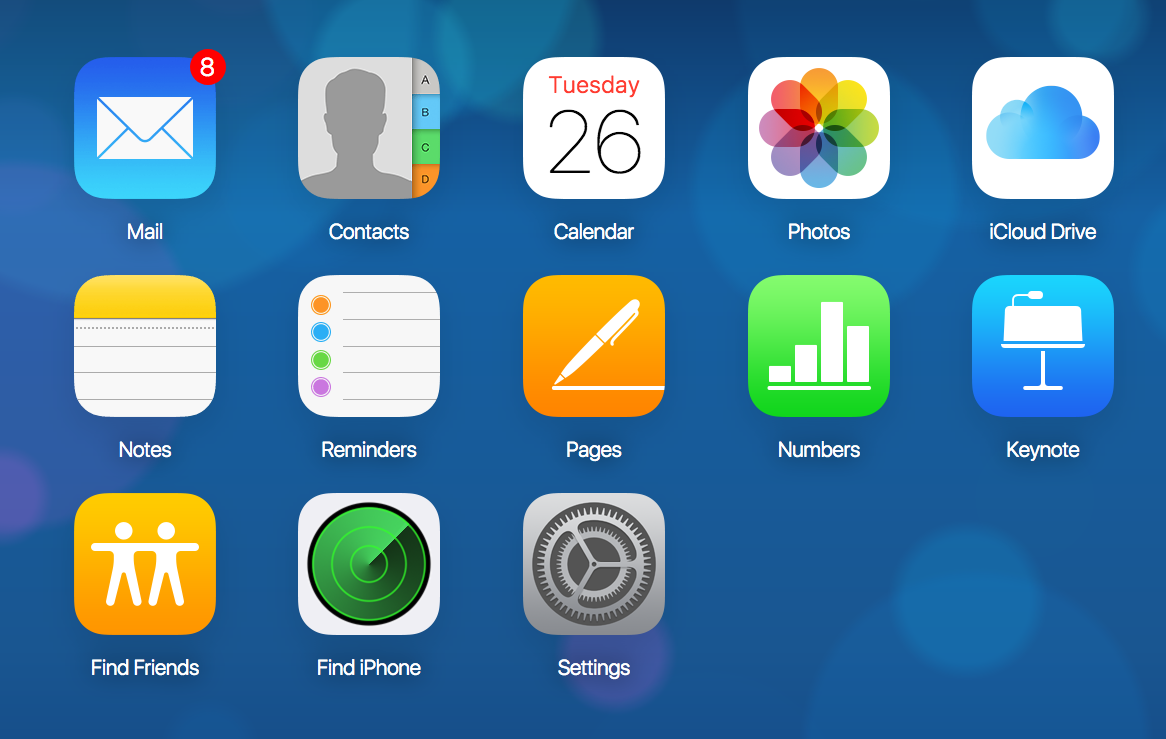 8
A
B
C
D
Tuesday
26
Mail
Contacts
Calendar
Photos
iCloud Drive
Notes
Reminders
Pages
Numbers
Keynote
Find Friends
Find iPhone
Settings